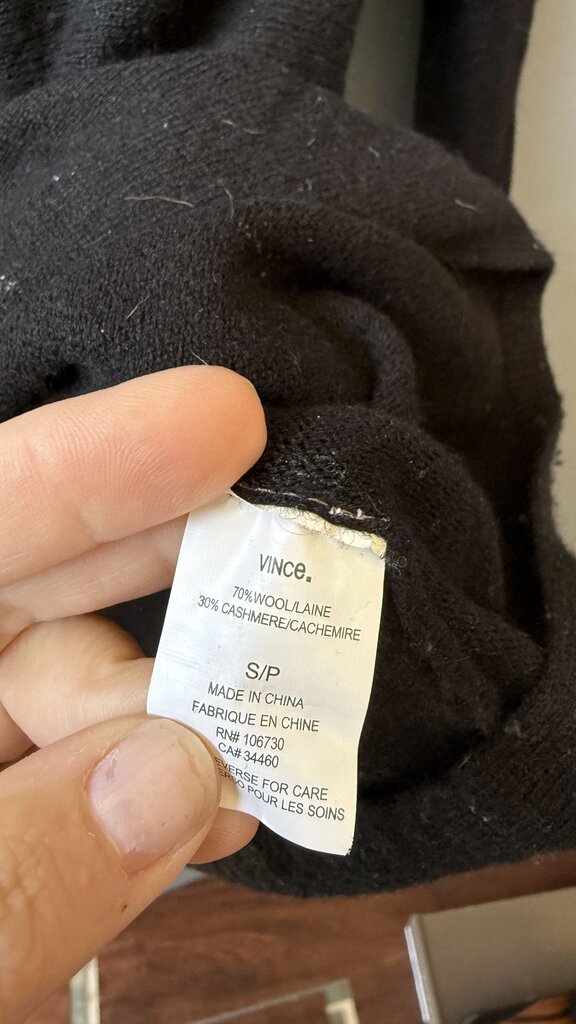 VINCE.
70%WOOL/LAINE
30% CASHMERE/CACHEMIRE
S/P
MADE IN CHINA
FABRIQUE EN CHINE
RN# 106730
CA# 34460
FOR CARE
POUR LES SOINS